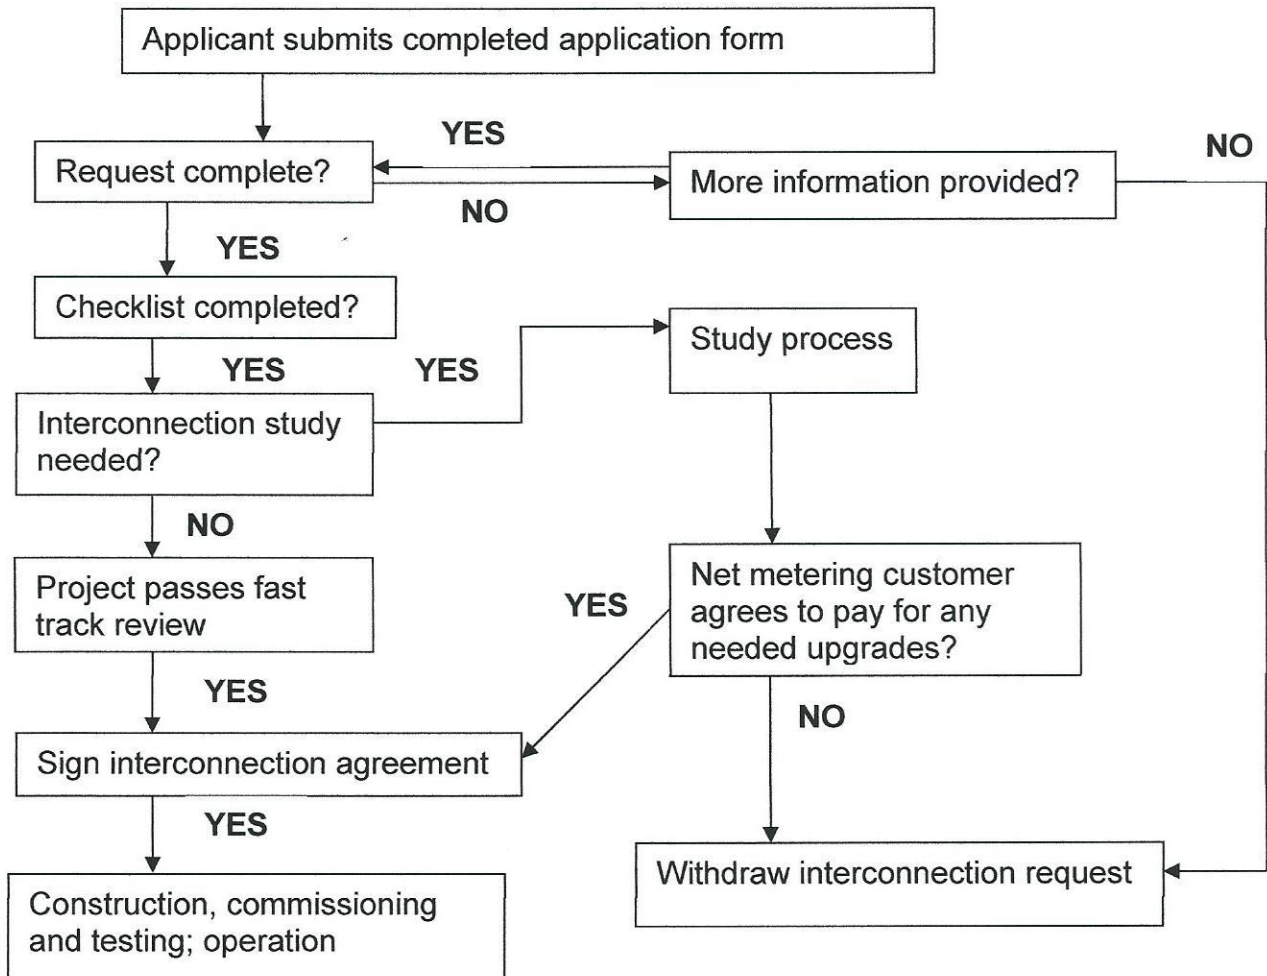 Applicant submits completed application form
YES
NO
Request complete?
More information provided?
NO
YES
Checklist completed?
Study process
YES
YES
Interconnection study
needed?
NO
Project passes fast
track review
Net metering customer
agrees to pay for any
needed upgrades?
YES
YES
NO
Sign interconnection agreement
YES
Withdraw interconnection request
Construction, commissioning
and testing; operation